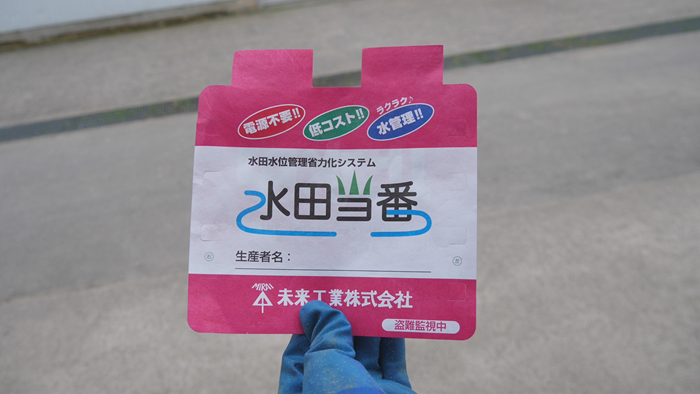 電源不要!!
低コスト!!
ラクラク♪
水管理!!
水田水位管理省力化システム
水田当番
生産者名：
MIRAI
未来工業株式会社
盗難監視中